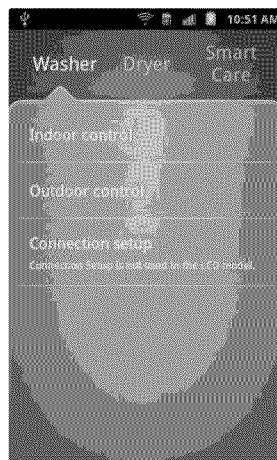 10:51 AM
Washer Dryer Smart Care
Indoor control
Outdoor control
Connection setup
Connection Setup is not used in the LCD model.